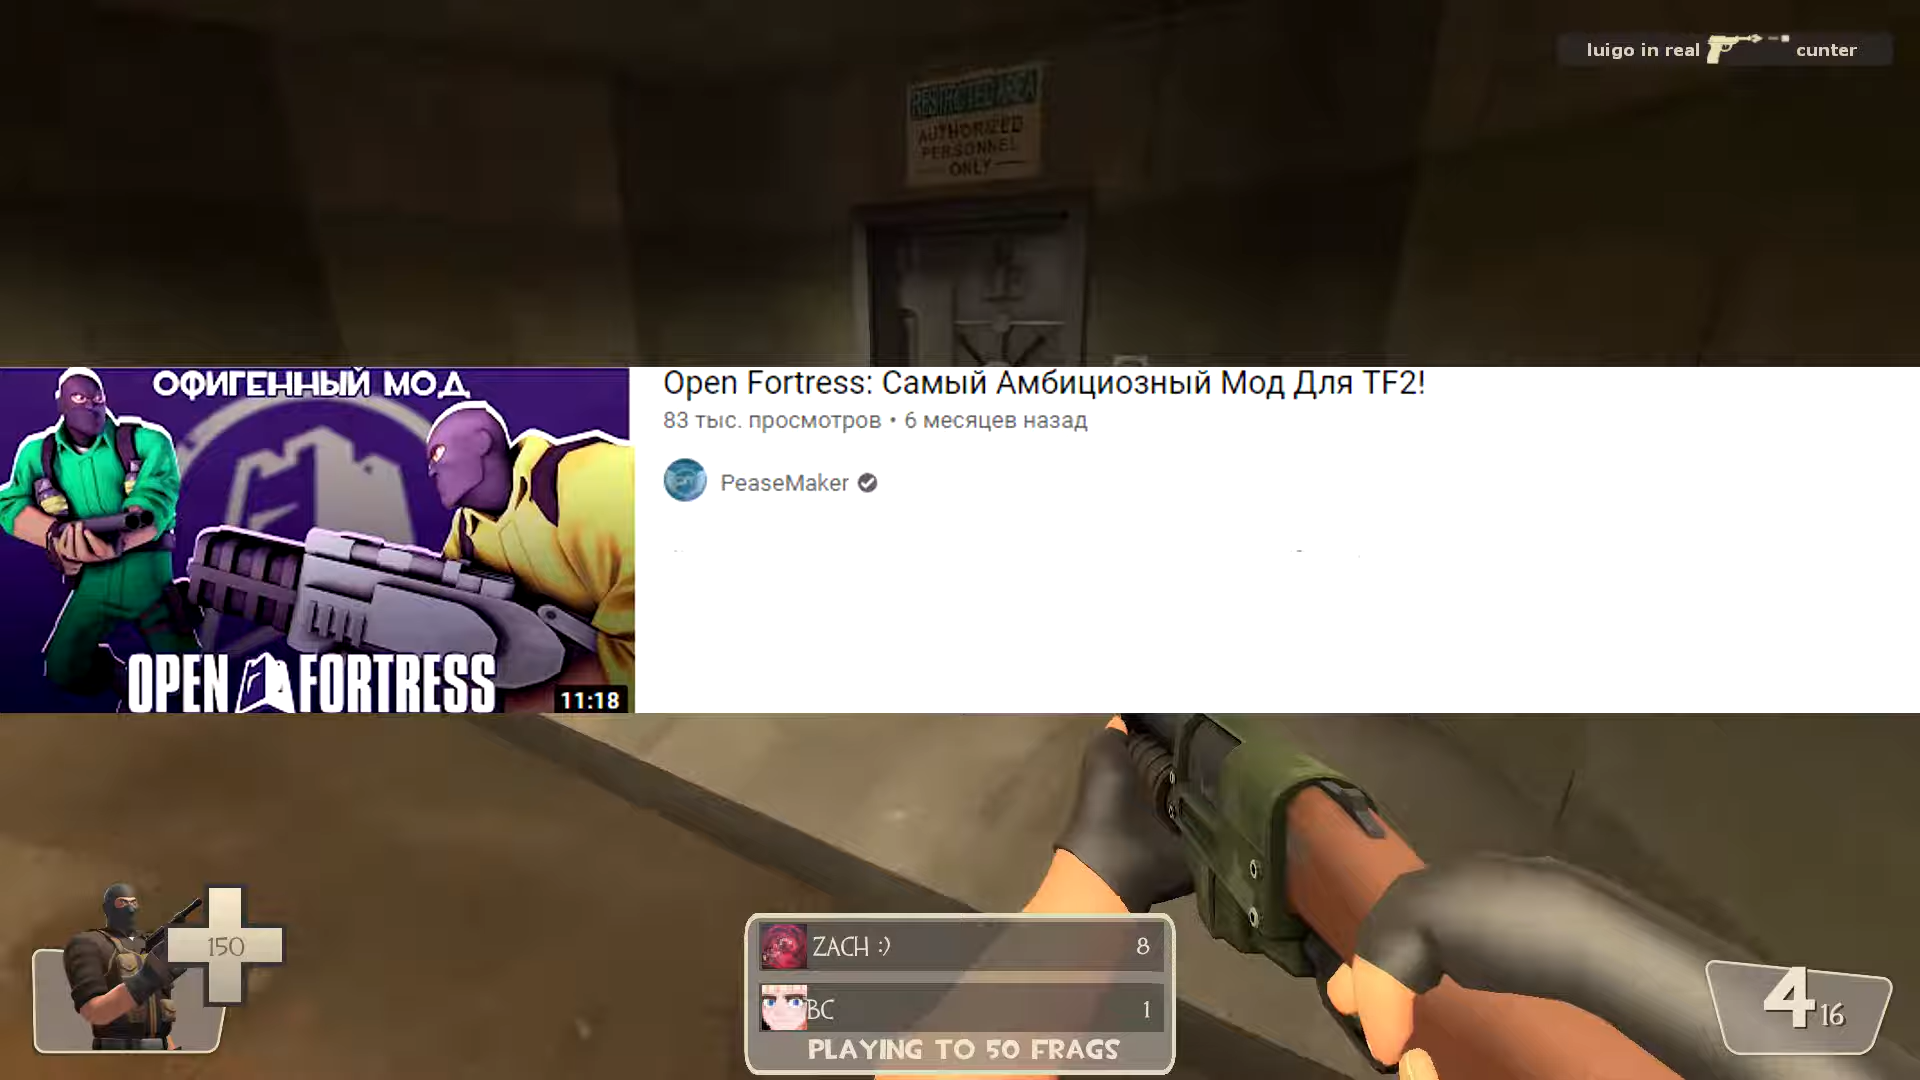 luigo in real cunter
RESTRICTED AREA
AUTHORIZED
PERSONNEL
ONLY
ОФИГЕННЫЙ МОД
OPEN FORTRESS
11:18
Open Fortress: Самый Амбициозный Мод Для TF2!
83 тыс. просмотров • 6 месяцев назад
PeaseMaker
150
ZACH :) 8
BC 1
PLAYING TO 50 FRAGS
4 16